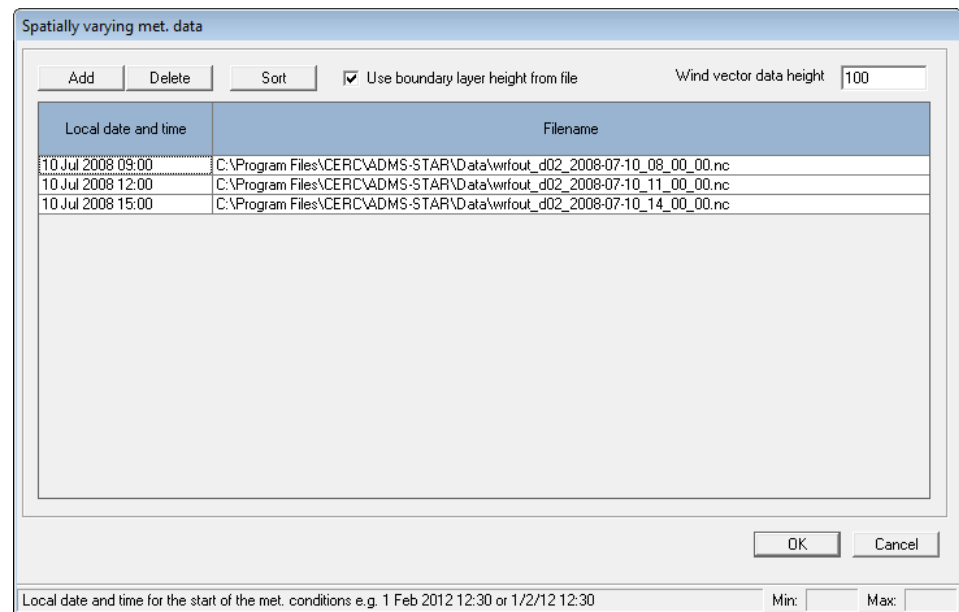 Spatially varying met. data
Add Delete Sort Use boundary layer height from file Wind vector data height 100
Local date and time Filename
10 Jul 2008 09:00 C:\Program Files\CERC\ADMS-STAR\Data\wrfout_d02_2008-07-10_08_00_00.nc
10 Jul 2008 12:00 C:\Program Files\CERC\ADMS-STAR\Data\wrfout_d02_2008-07-10_11_00_00.nc
10 Jul 2008 15:00 C:\Program Files\CERC\ADMS-STAR\Data\wrfout_d02_2008-07-10_14_00_00.nc
OK Cancel
Local date and time for the start of the met. conditions e.g. 1 Feb 2012 12:30 or 1/2/12 12:30 Min: Max: